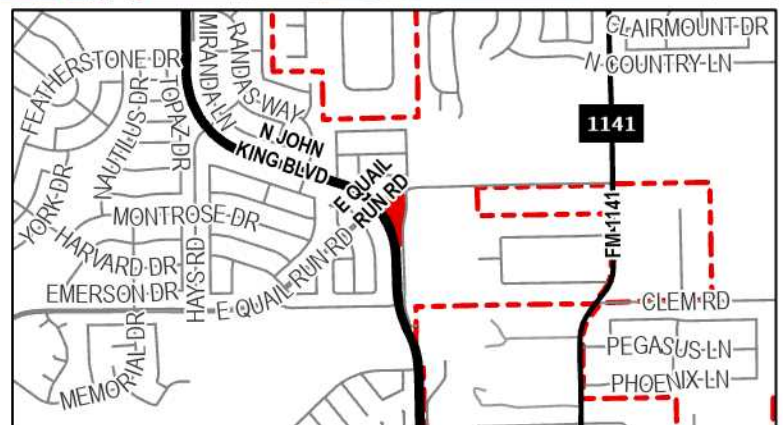 CLAIRMOUNT DR
N COUNTRY LN
FEATHERSTONE DR
MIRANDA LN
RANDAS WAY
TOPAZ DR
NAUTILUS DR
1141
N JOHN
KING BLVD
E QUAIL
RUN RD
YORK DR
MONTROSE DR
HARVARD DR
HAYS RD
E QUAIL RUN RD
FM 1141
EMERSON DR
CLEM RD
MEMORIAL DR
PEGASUS LN
PHOENIX LN